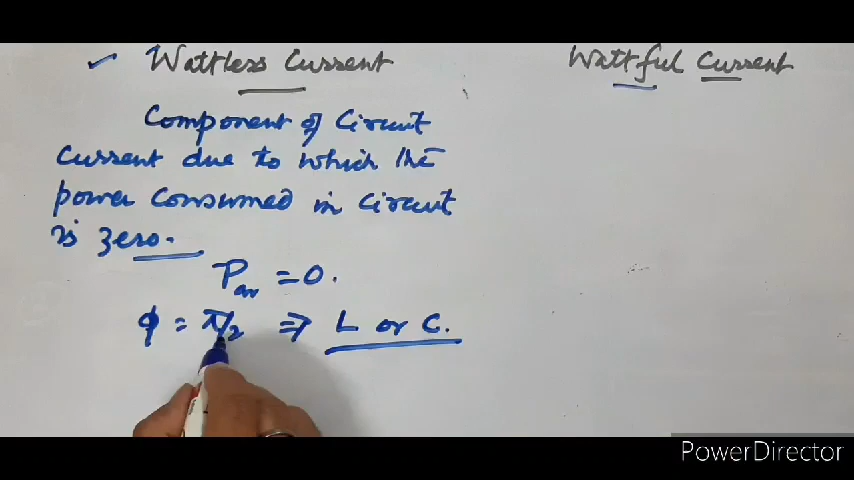 ✓ Wattless Current
Wattful Current
Component of Circuit
Current due to which the
power Consumed in Circuit
is zero.
Pav = 0.
ϕ = π/2 ⇒ L or C.
PowerDirector